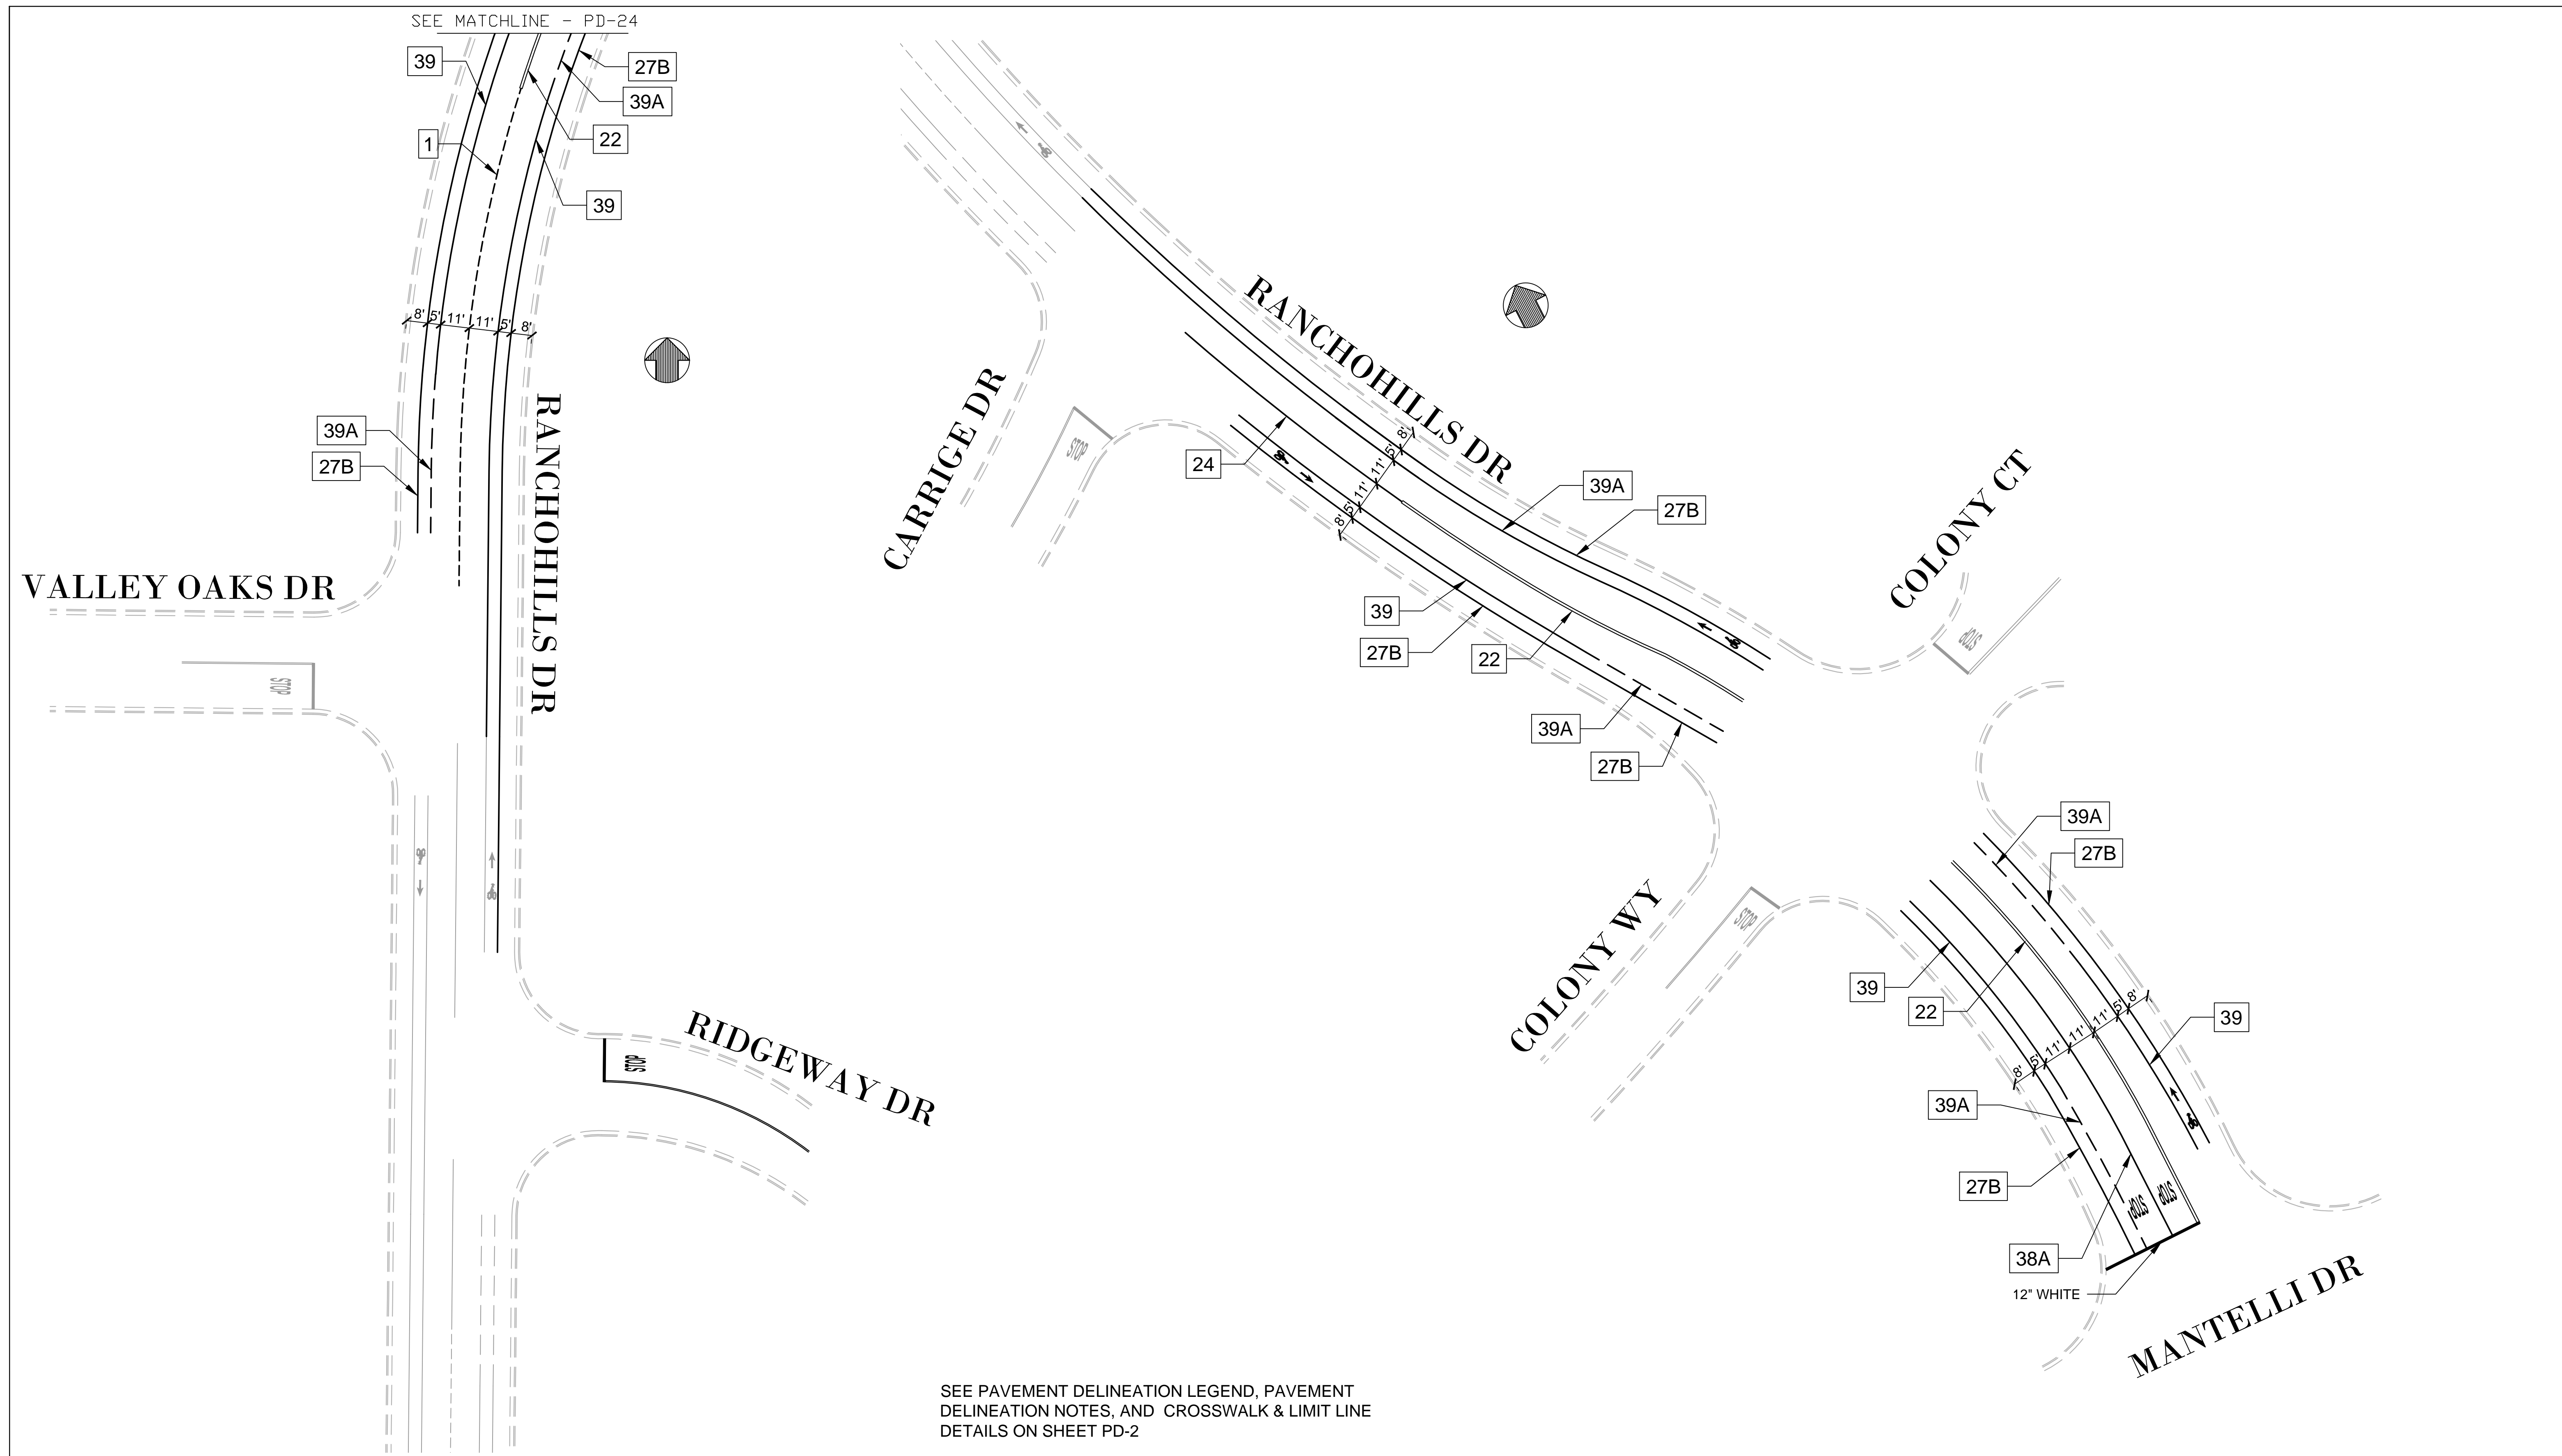 SEE MATCHLINE - PD-24
39
27B
39A
1
22
39
8' 5' 11' 11' 5' 8'
39A
27B
RANCHOHILLS DR
VALLEY OAKS DR
STOP
RIDGEWAY DR
STOP
CARRIGE DR
STOP
RANCHOHILLS DR
24
8' 5' 11' 11' 5' 8'
39A
27B
39
27B
22
39A
27B
COLONY CT
STOP
COLONY WY
STOP
39A
27B
39
22
39
8' 5' 11' 11' 11' 5' 8'
39A
27B
STOP
STOP
38A
12" WHITE
MANTELLI DR
SEE PAVEMENT DELINEATION LEGEND, PAVEMENT
DELINEATION NOTES, AND CROSSWALK & LIMIT LINE
DETAILS ON SHEET PD-2